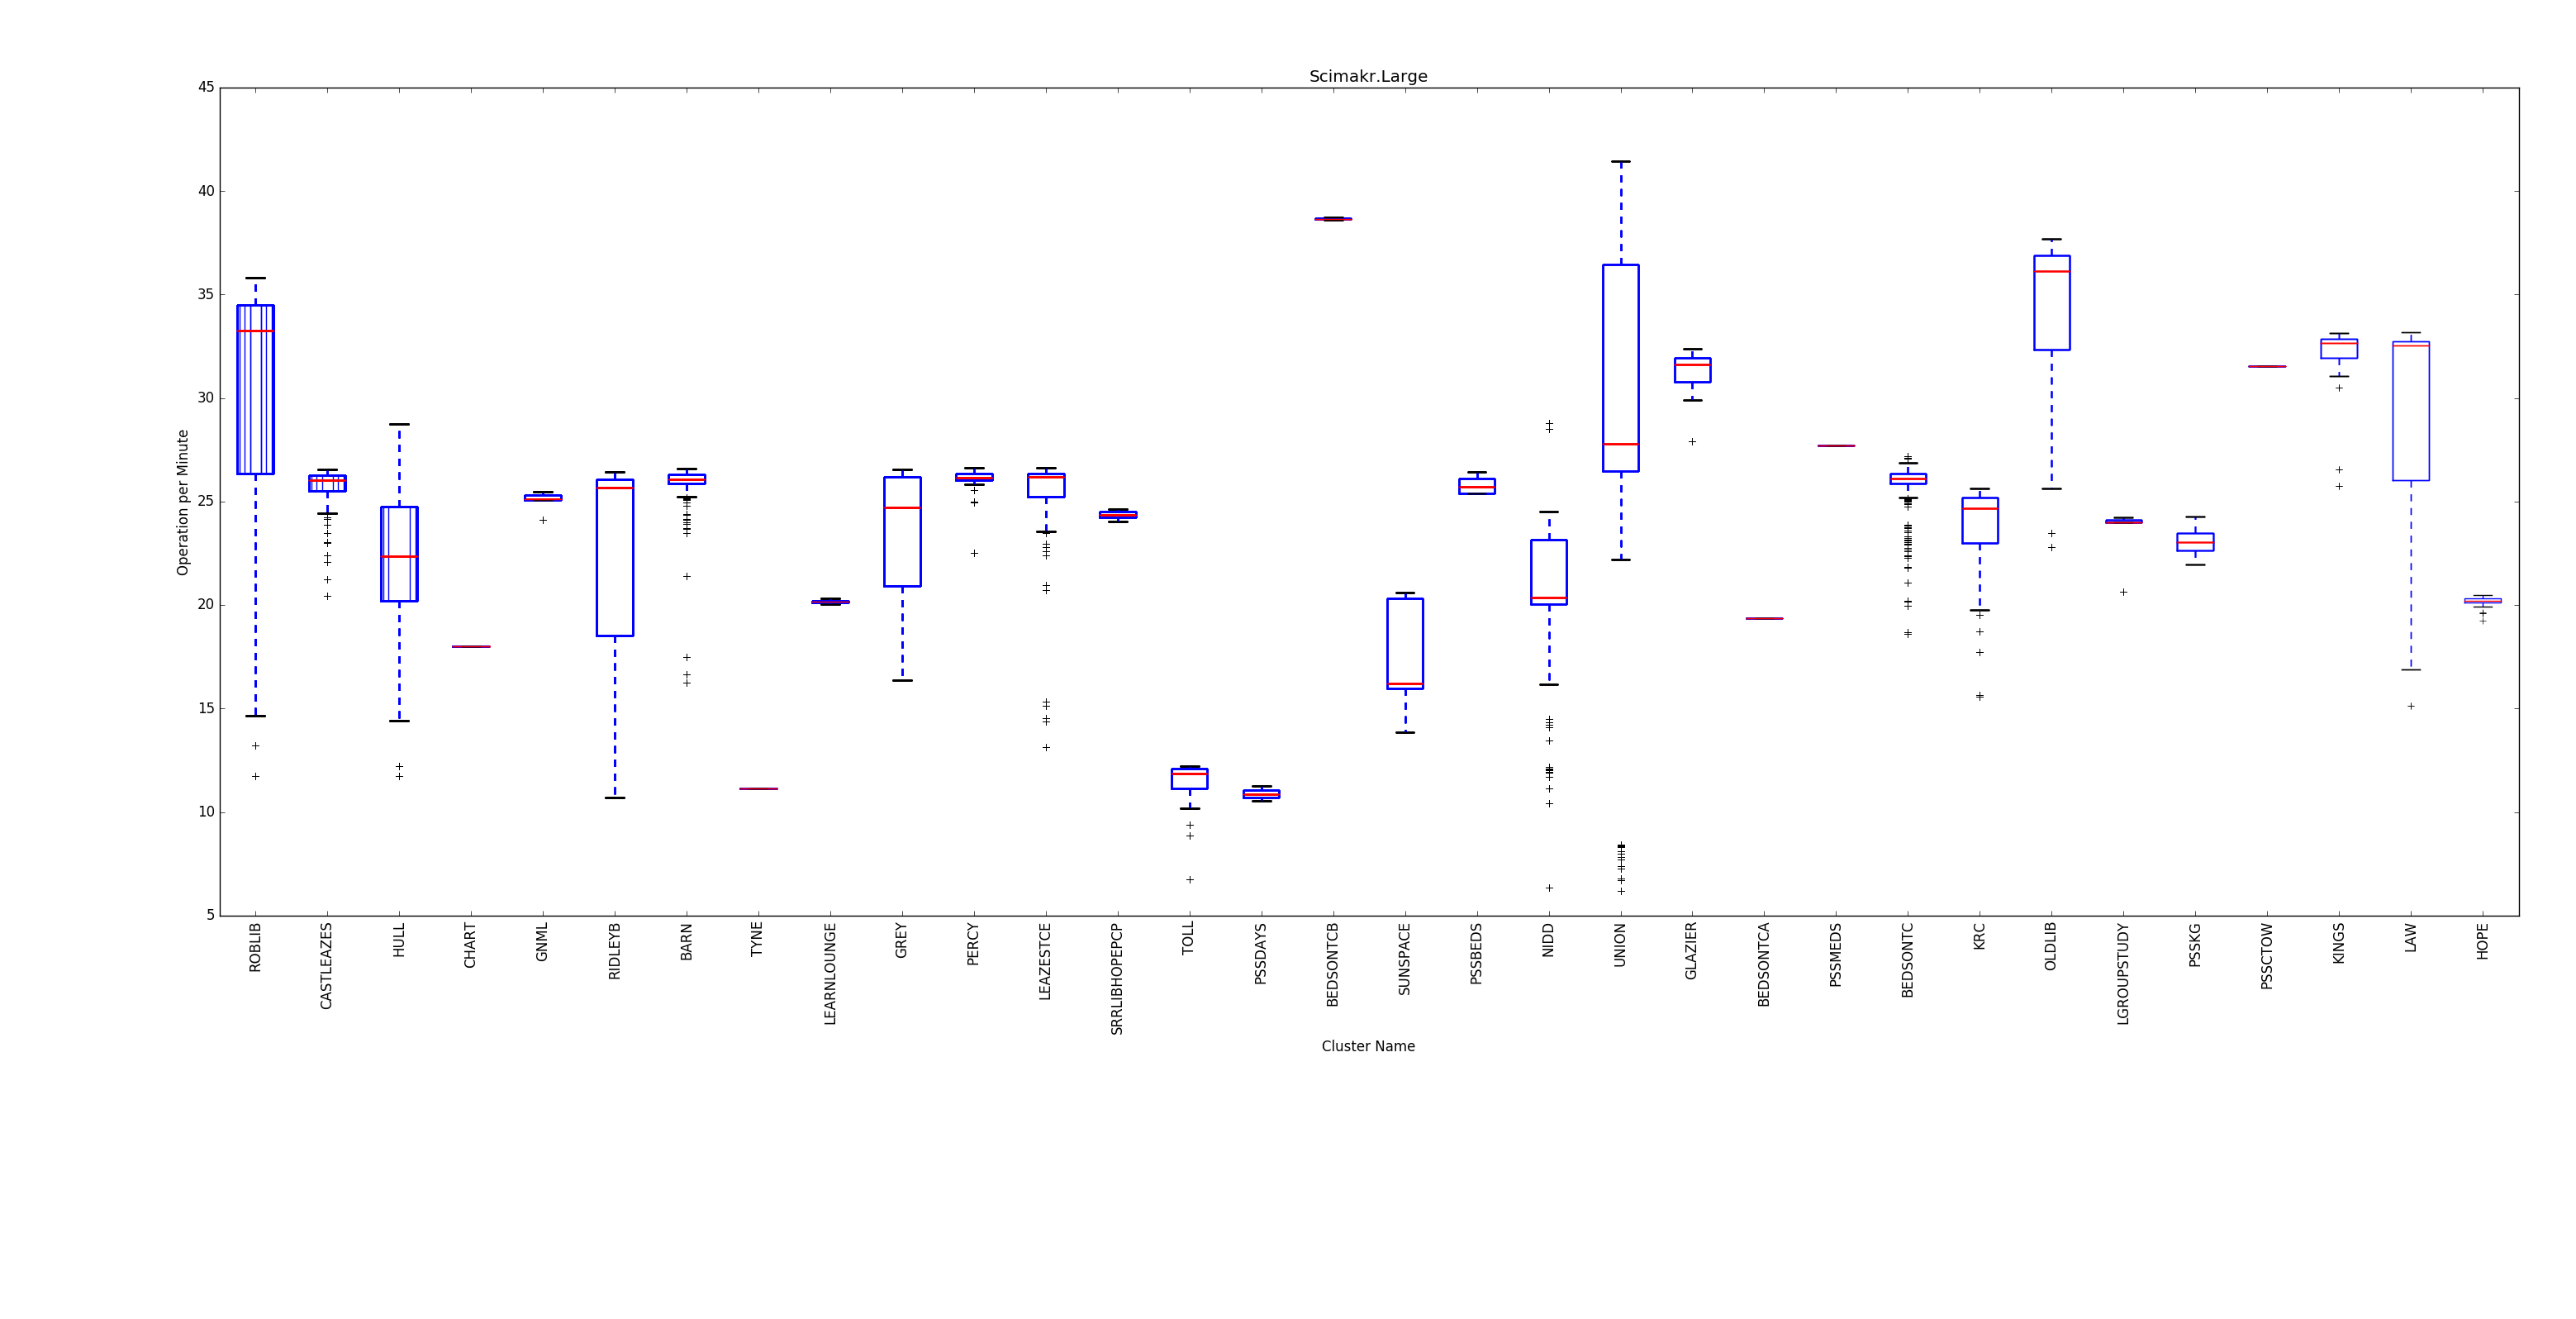 Scimakr.Large
45
40
35
30
25
20
15
10
5
Operation per Minute
ROBLIB
CASTLEAZES
HULL
CHART
GNML
RIDLEYB
BARN
TYNE
LEARNLOUNGE
GREY
PERCY
LEAZESTCE
SRRLIBHOPEPCP
TOLL
PSSDAYS
BEDSONTCB
SUNSPACE
PSSBEDS
NIDD
UNION
GLAZIER
BEDSONTCA
PSSMEDS
BEDSONTC
KRC
OLDLIB
LGROUPSTUDY
PSSKG
PSSCTOW
KINGS
LAW
HOPE
Cluster Name